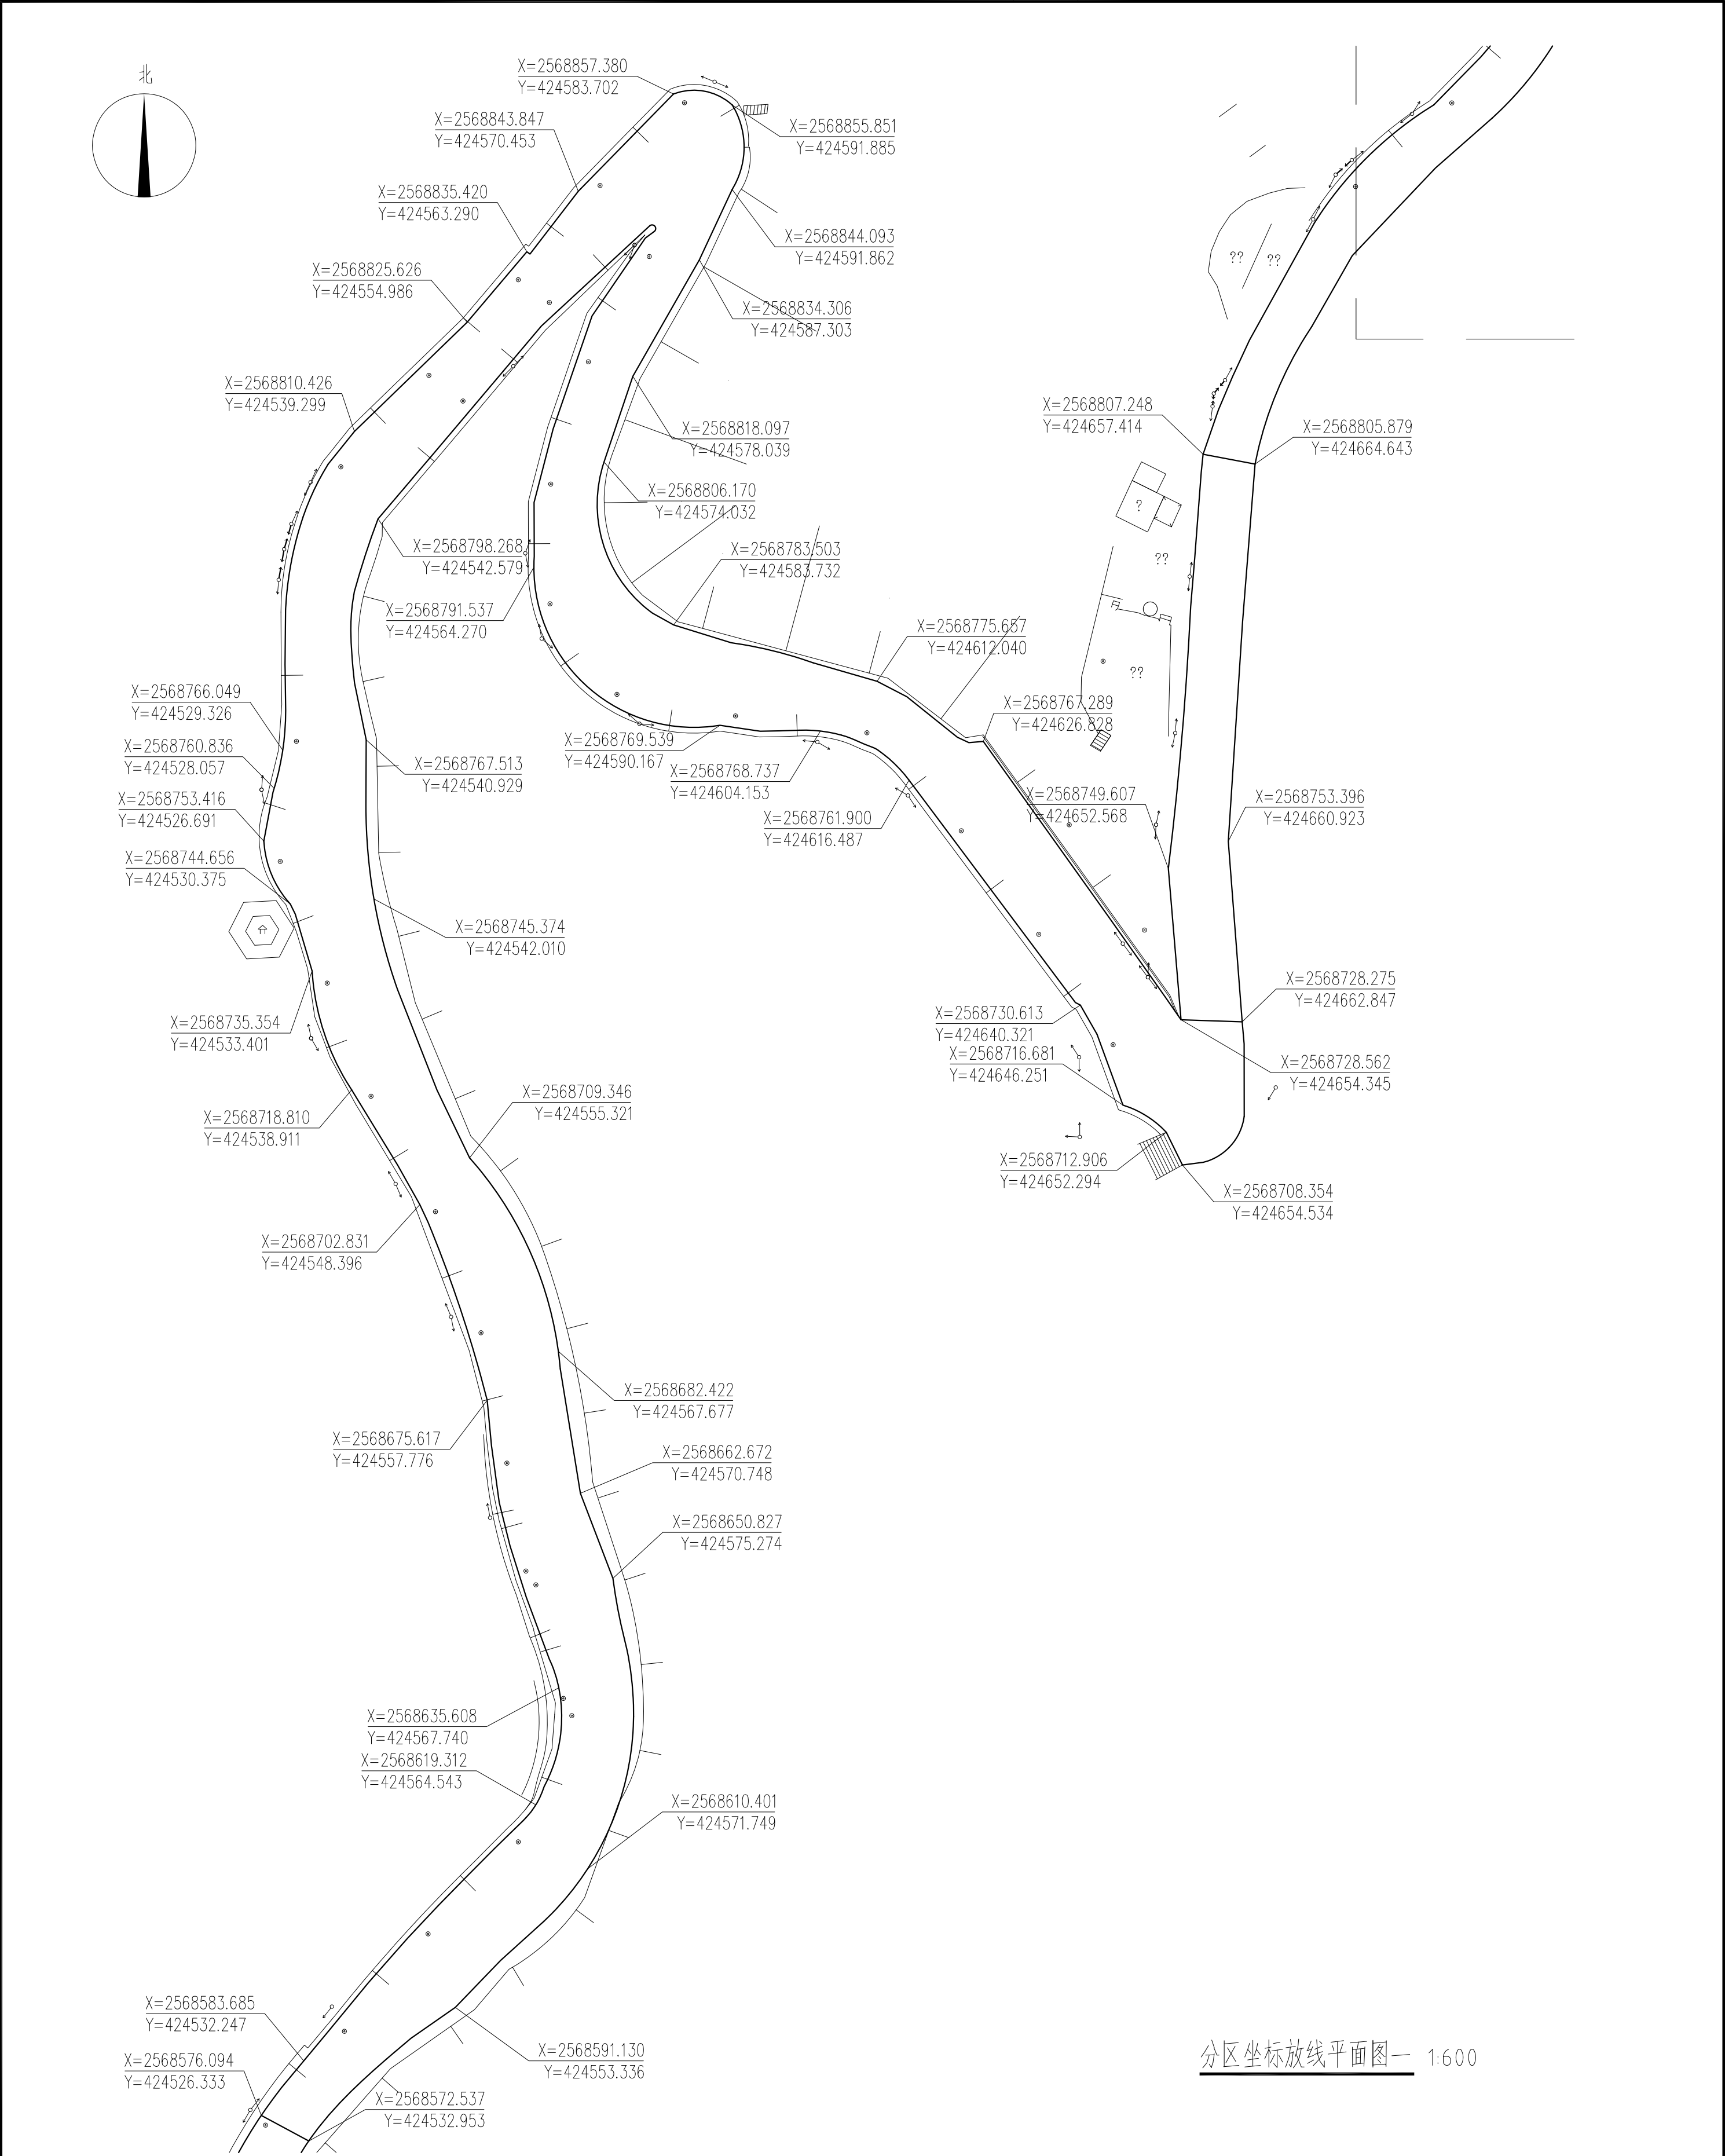 北
X=2568857.380
Y=424583.702
X=2568843.847
Y=424570.453
X=2568855.851
Y=424591.885
X=2568835.420
Y=424563.290
X=2568844.093
Y=424591.862
X=2568825.626
Y=424554.986
??
??
X=2568834.306
Y=424587.303
X=2568810.426
Y=424539.299
X=2568807.248
Y=424657.414
X=2568818.097
Y=424578.039
X=2568805.879
Y=424664.643
X=2568806.170
Y=424574.032
?
X=2568798.268
Y=424542.579
X=2568783.503
Y=424583.732
??
X=2568791.537
Y=424564.270
X=2568775.657
Y=424612.040
??
X=2568766.049
Y=424529.326
X=2568767.289
Y=424626.828
X=2568760.836
Y=424528.057
X=2568769.539
Y=424590.167
X=2568767.513
Y=424540.929
X=2568768.737
Y=424604.153
X=2568753.416
Y=424526.691
X=2568749.607
Y=424652.568
X=2568753.396
Y=424660.923
X=2568761.900
Y=424616.487
X=2568744.656
Y=424530.375
X=2568745.374
Y=424542.010
X=2568728.275
Y=424662.847
X=2568735.354
Y=424533.401
X=2568730.613
Y=424640.321
X=2568716.681
Y=424646.251
X=2568728.562
Y=424654.345
X=2568709.346
Y=424555.321
X=2568718.810
Y=424538.911
X=2568712.906
Y=424652.294
X=2568708.354
Y=424654.534
X=2568702.831
Y=424548.396
X=2568682.422
Y=424567.677
X=2568675.617
Y=424557.776
X=2568662.672
Y=424570.748
X=2568650.827
Y=424575.274
X=2568635.608
Y=424567.740
X=2568619.312
Y=424564.543
X=2568610.401
Y=424571.749
X=2568583.685
Y=424532.247
X=2568591.130
Y=424553.336
X=2568576.094
Y=424526.333
X=2568572.537
Y=424532.953
分区坐标放线平面图一 1:600